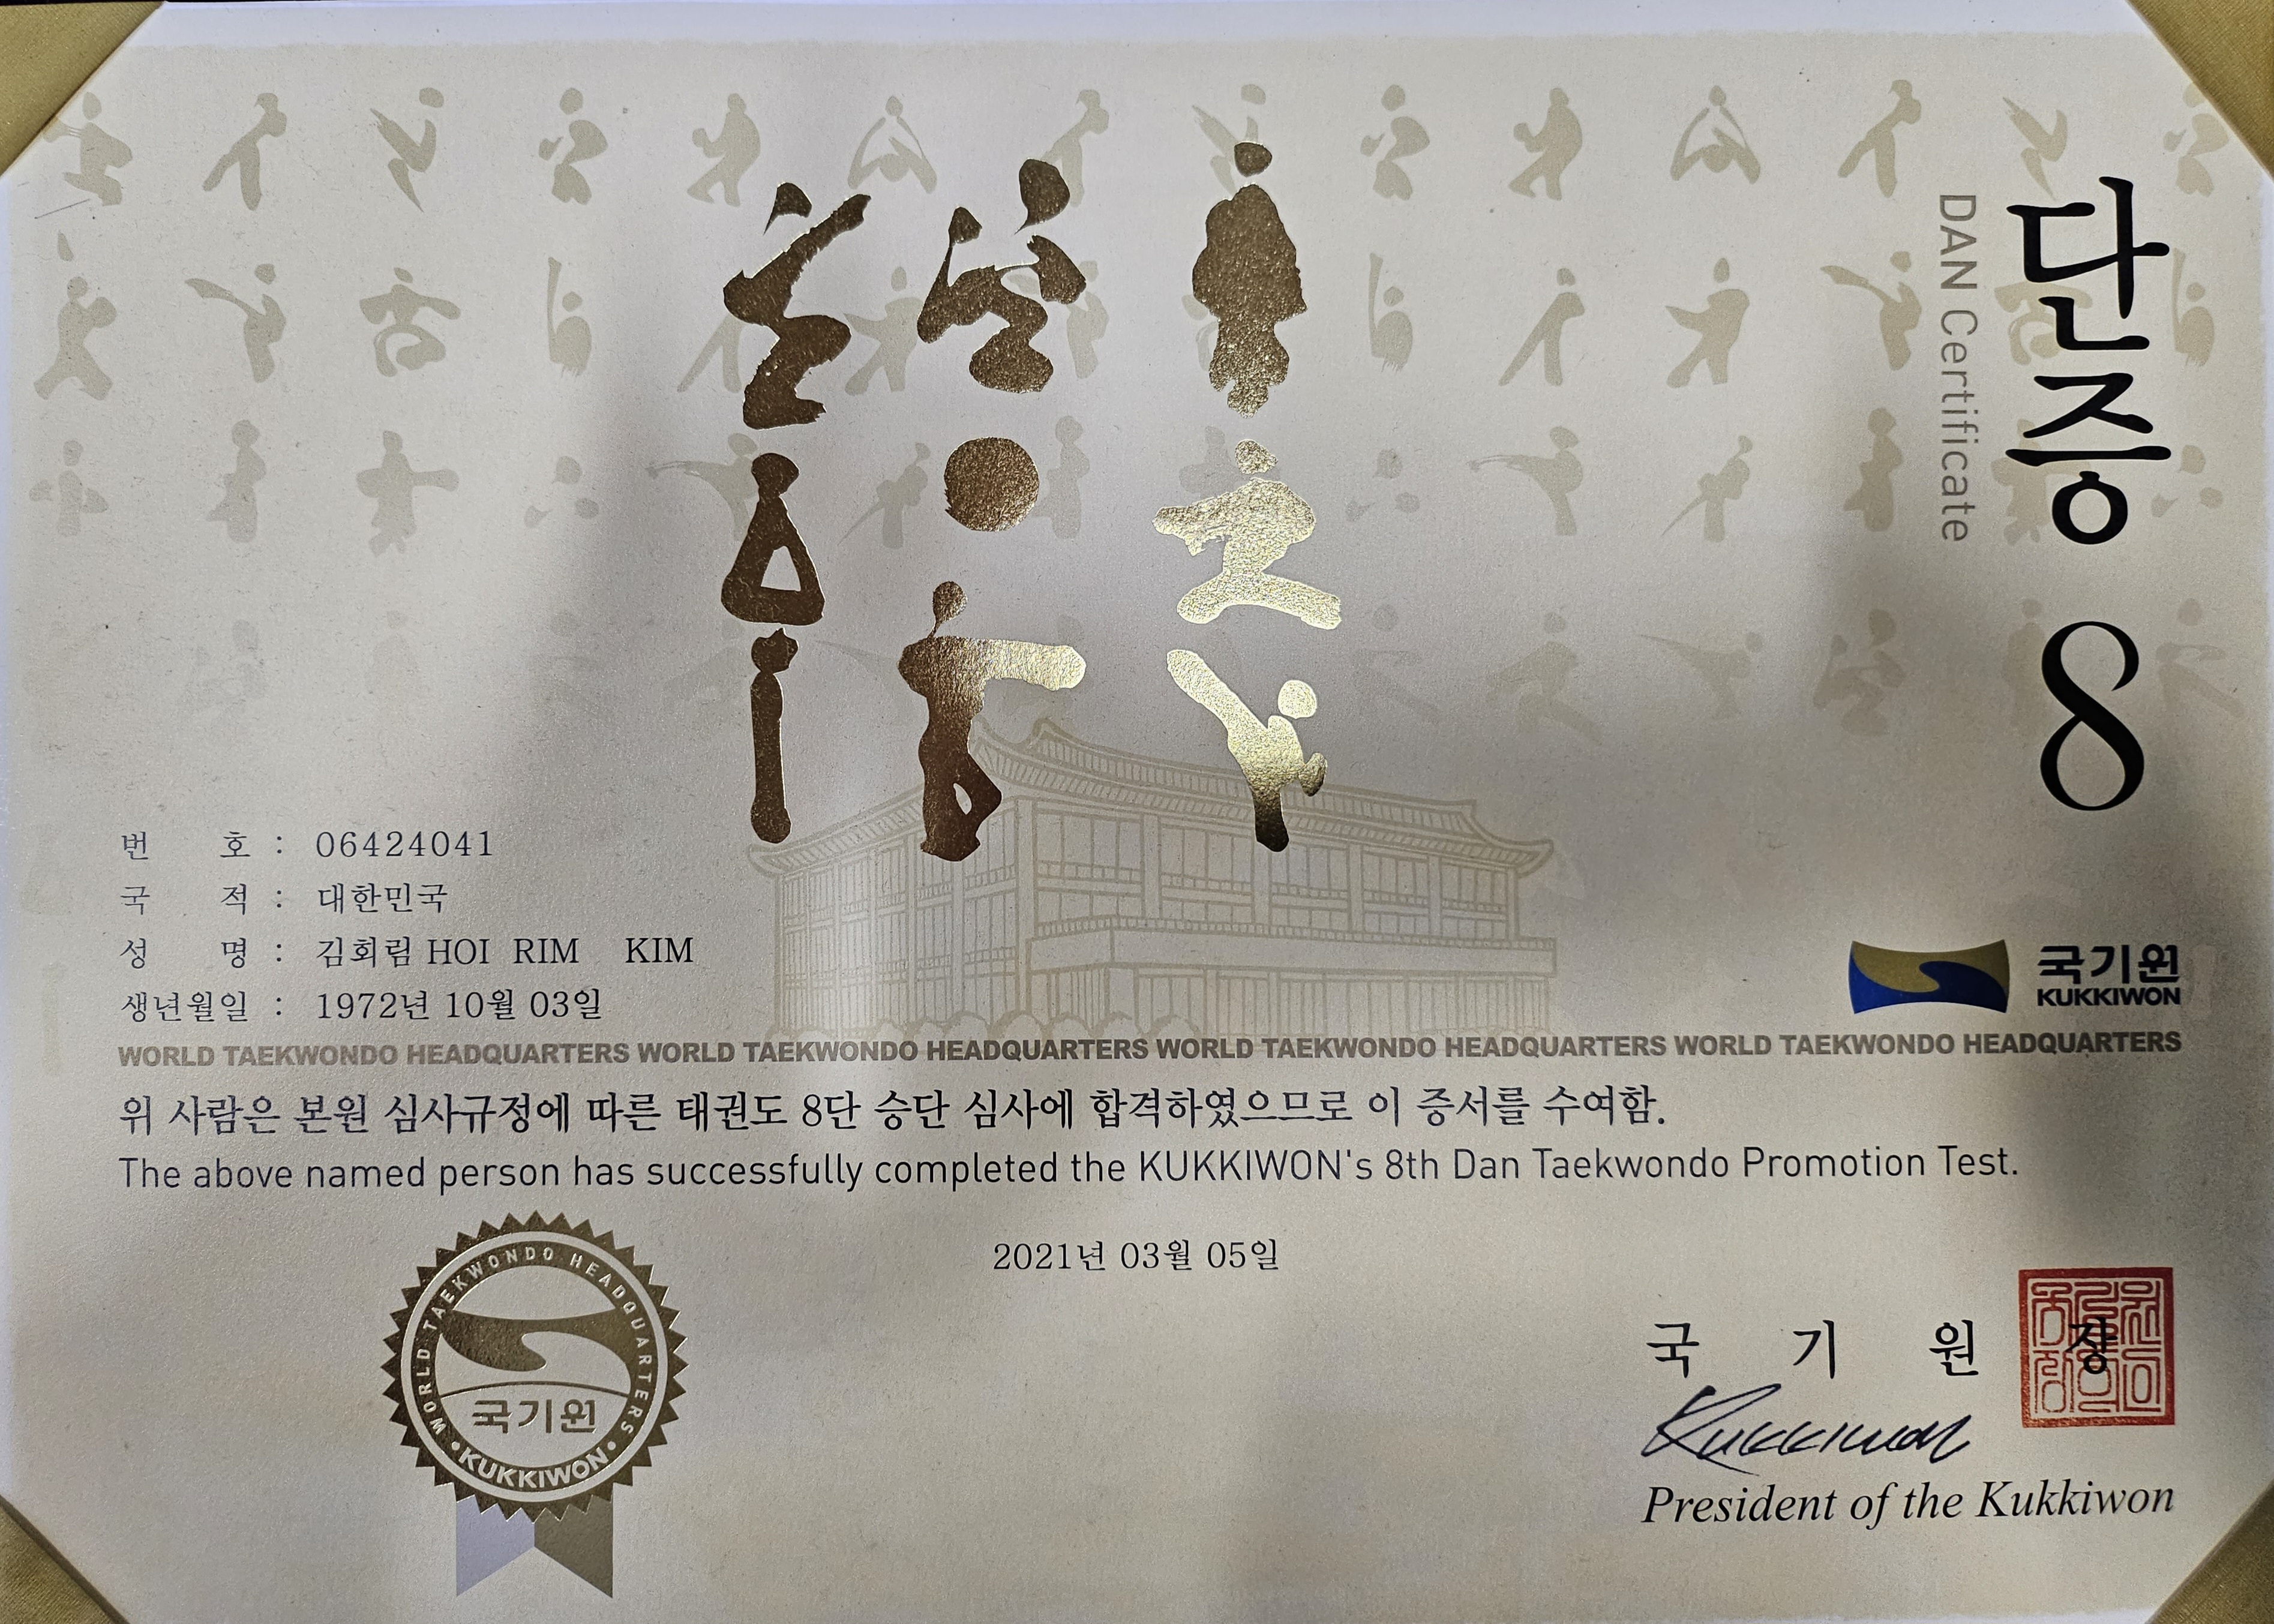 단증 8
DAN Certificate
번 호 : 06424041
국 적 : 대한민국
성 명 : 김회림 HOI RIM KIM
생년월일 : 1972년 10월 03일
국기원
KUKKIWON
WORLD TAEKWONDO HEADQUARTERS WORLD TAEKWONDO HEADQUARTERS WORLD TAEKWONDO HEADQUARTERS WORLD TAEKWONDO HEADQUARTERS
위 사람은 본원 심사규정에 따른 태권도 8단 승단 심사에 합격하였으므로 이 증서를 수여함.
The above named person has successfully completed the KUKKIWON's 8th Dan Taekwondo Promotion Test.
2021년 03월 05일
WORLD TAEKWONDO HEADQUARTERS
국기원
KUKKIWON
국 기 원 장
Kukkiwon
President of the Kukkiwon